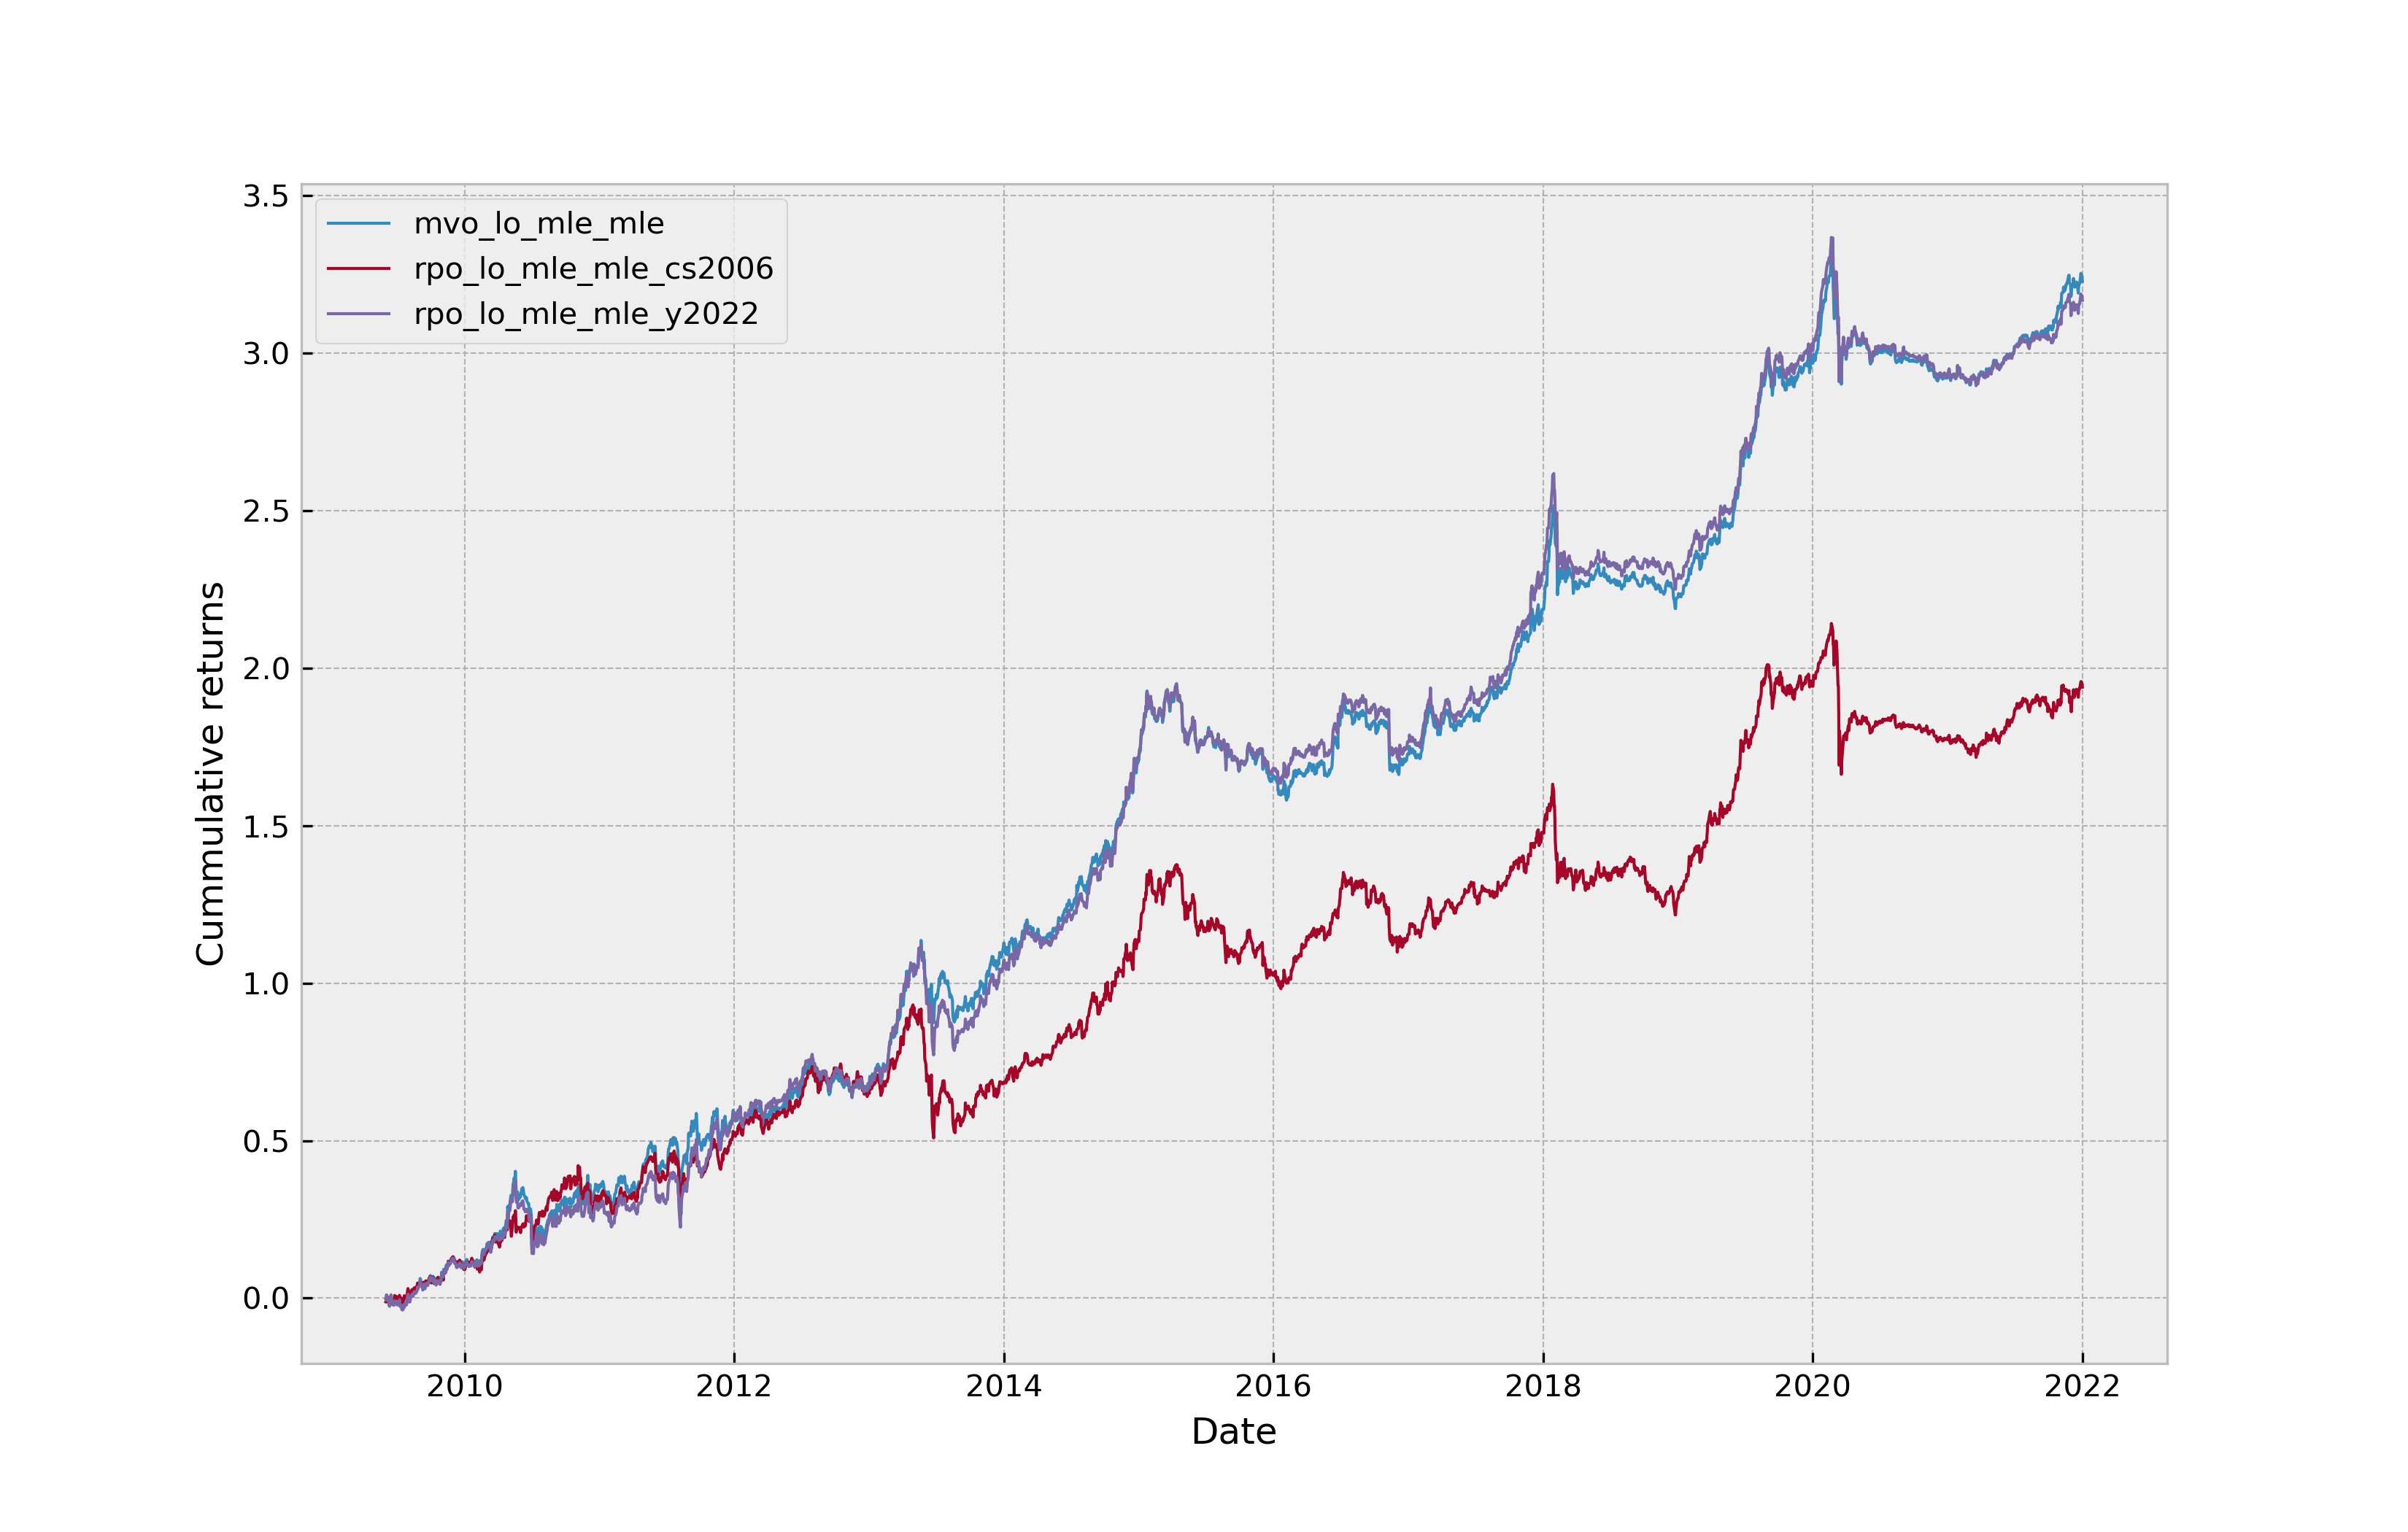 3.5
3.0
2.5
2.0
1.5
1.0
0.5
0.0
Cummulative returns
mvo_lo_mle_mle
rpo_lo_mle_mle_cs2006
rpo_lo_mle_mle_y2022
2010 2012 2014 2016 2018 2020 2022
Date